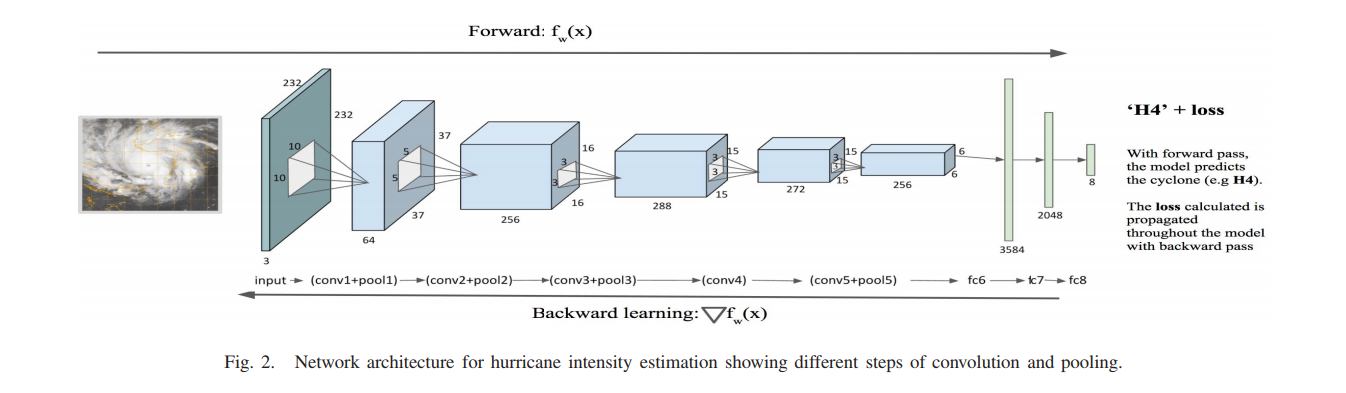 Forward: f_w(x)
232
232
10
10
3
5
5
37
37
64
3
3
16
16
256
3
3
15
15
288
3
3
15
15
272
6
6
256
3584
2048
8
‘H4’ + loss
With forward pass,
the model predicts
the cyclone (e.g H4).
The loss calculated is
propagated
throughout the model
with backward pass
input (conv1+pool1) (conv2+pool2) (conv3+pool3) (conv4) (conv5+pool5) fc6 fc7 fc8
Backward learning: ▽f_w(x)
Fig. 2. Network architecture for hurricane intensity estimation showing different steps of convolution and pooling.